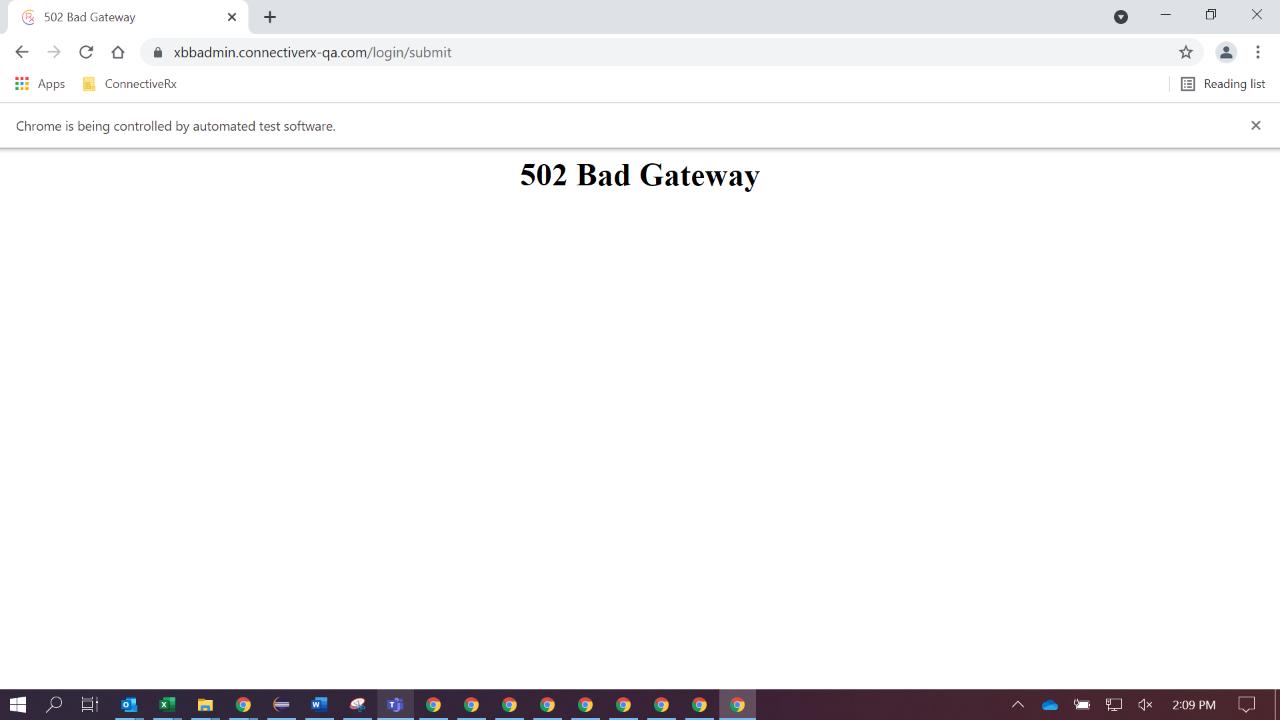 502 Bad Gateway
xbbadmin.connectiverx-qa.com/login/submit
Apps
ConnectiveRx
Reading list
Chrome is being controlled by automated test software.
502 Bad Gateway
2:09 PM